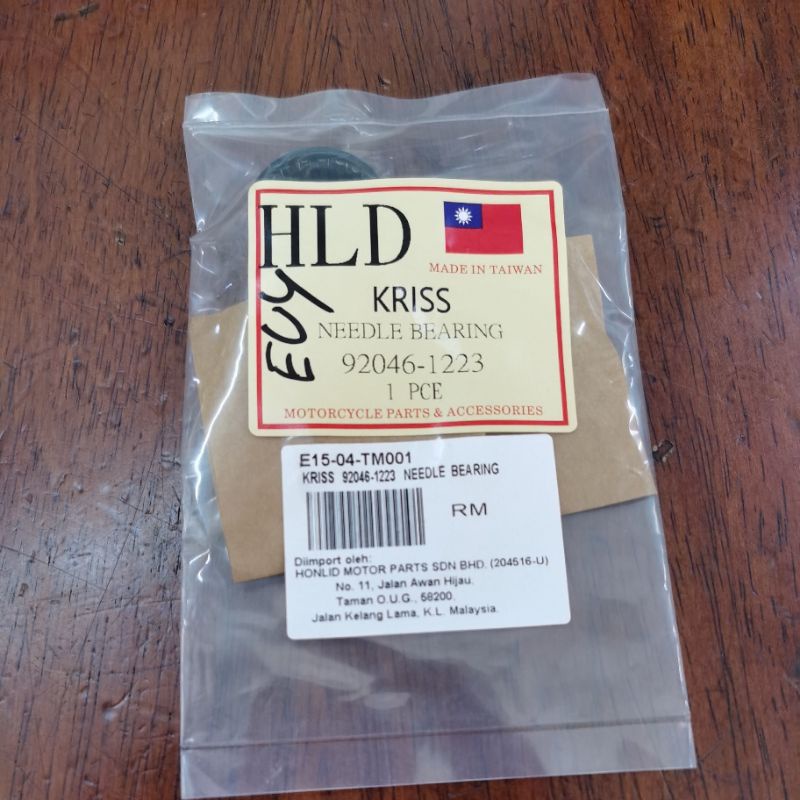 HLD
MADE IN TAIWAN
KRISS
NEEDLE BEARING
92046-1223
1 PCE
MOTORCYCLE PARTS & ACCESSORIES
E15-04-TM001
KRISS 92046-1223 NEEDLE BEARING
RM
Diimport oleh:
HONLID MOTOR PARTS SDN BHD. (204516-U)
No. 11, Jalan Awan Hijau,
Taman O.U.G., 58200,
Jalan Kelang Lama, K.L. Malaysia.